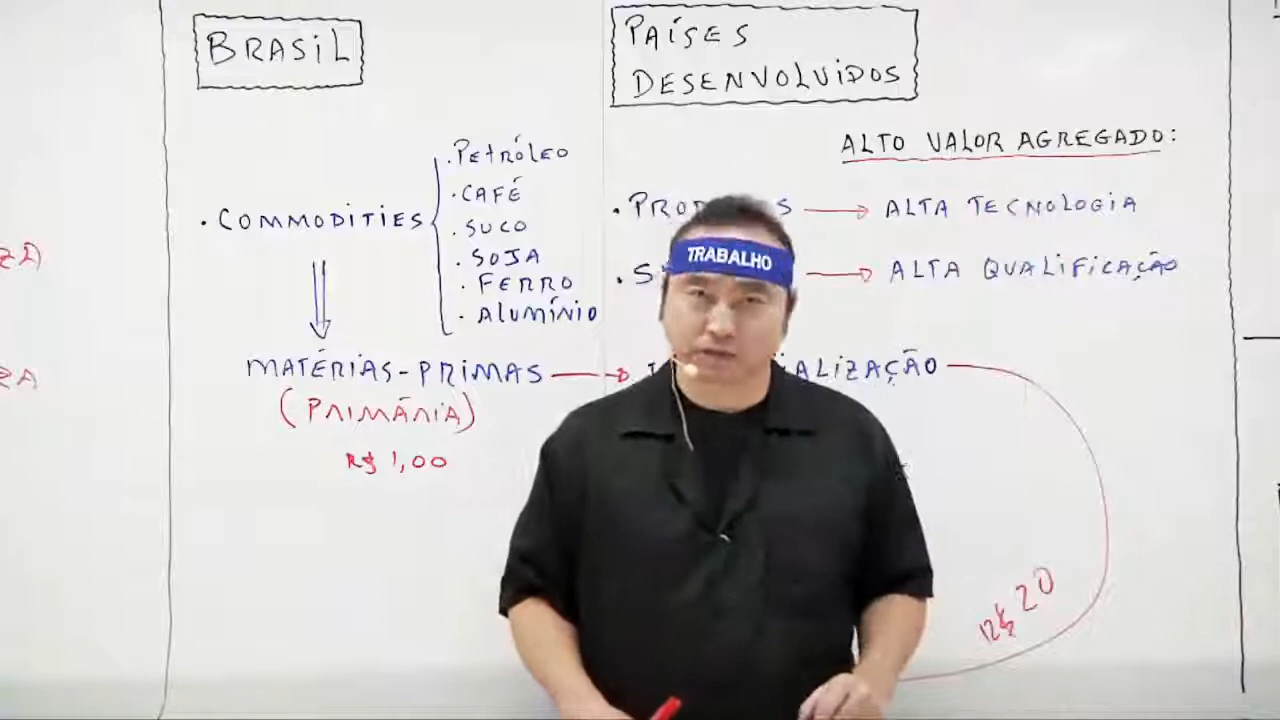 BRASIL
PAÍSES
DESENVOLVIDOS
ALTO VALOR AGREGADO:
. COMMODITIES
. PETRÓLEO
. CAFÉ
. SUCO
. SOJA
. FERRO
. ALUMÍNIO
ALTA TECNOLOGIA
ALTA QUALIFICAÇÃO
TRABALHO
MATÉRIAS-PRIMAS
(PRIMÁRIA)
R$ 1,00
R$ 20